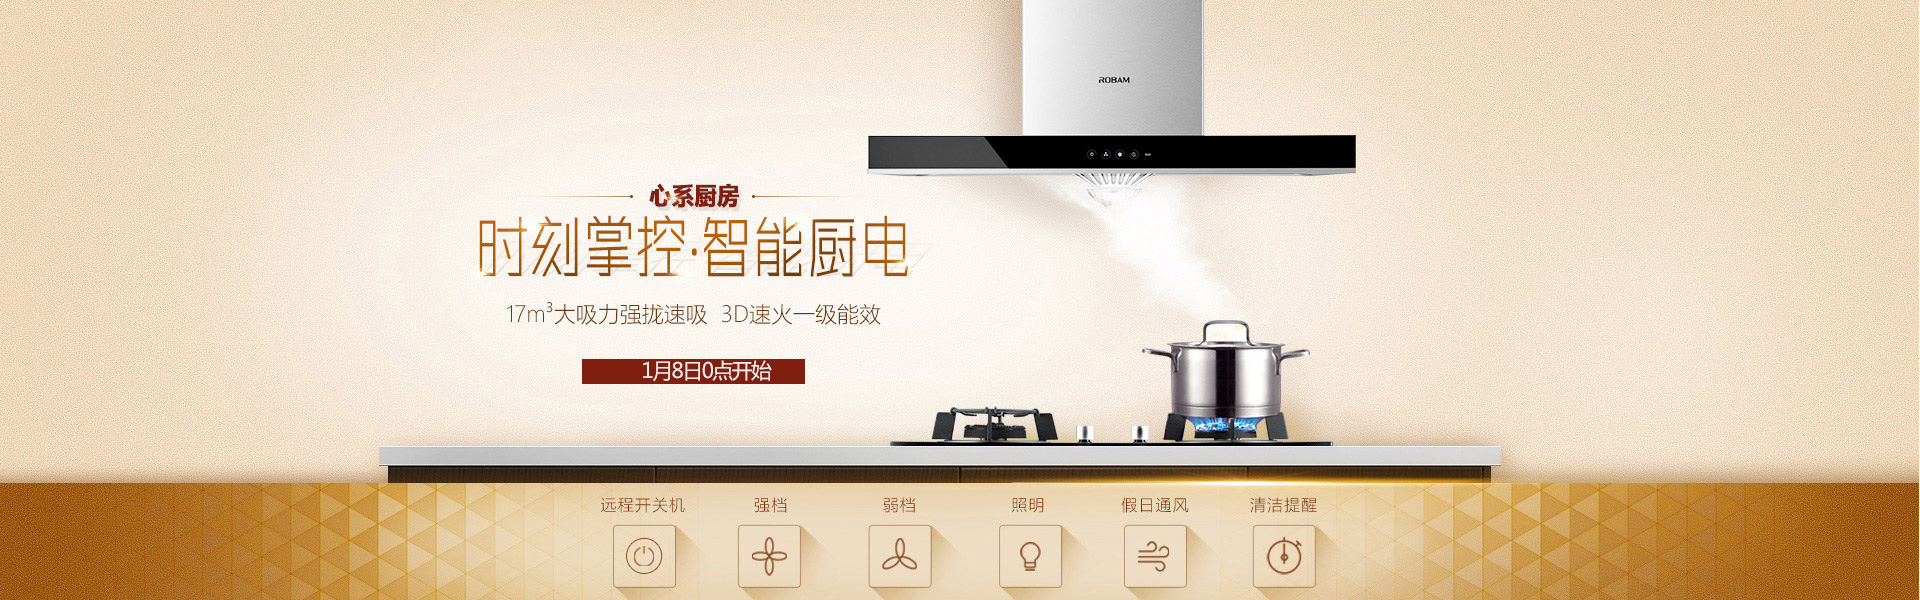 ROBAM
心系厨房
时刻掌控·智能厨电
17m³大吸力强拢速吸 3D速火一级能效
1月8日0点开始
远程开关机 强档 弱档 照明 假日通风 清洁提醒